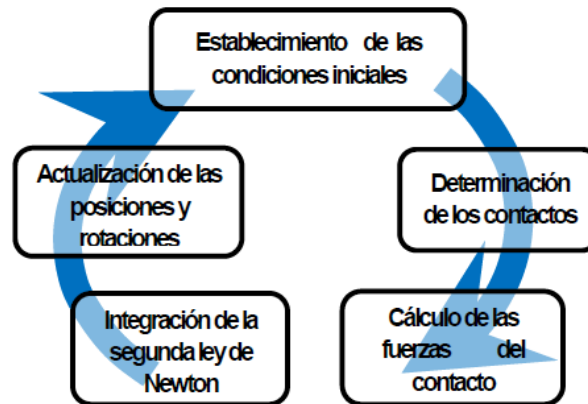 Establecimiento de las
condiciones iniciales
Determinación
de los contactos
Cálculo de las
fuerzas del
contacto
Integración de la
segunda ley de
Newton
Actualización de las
posiciones y
rotaciones